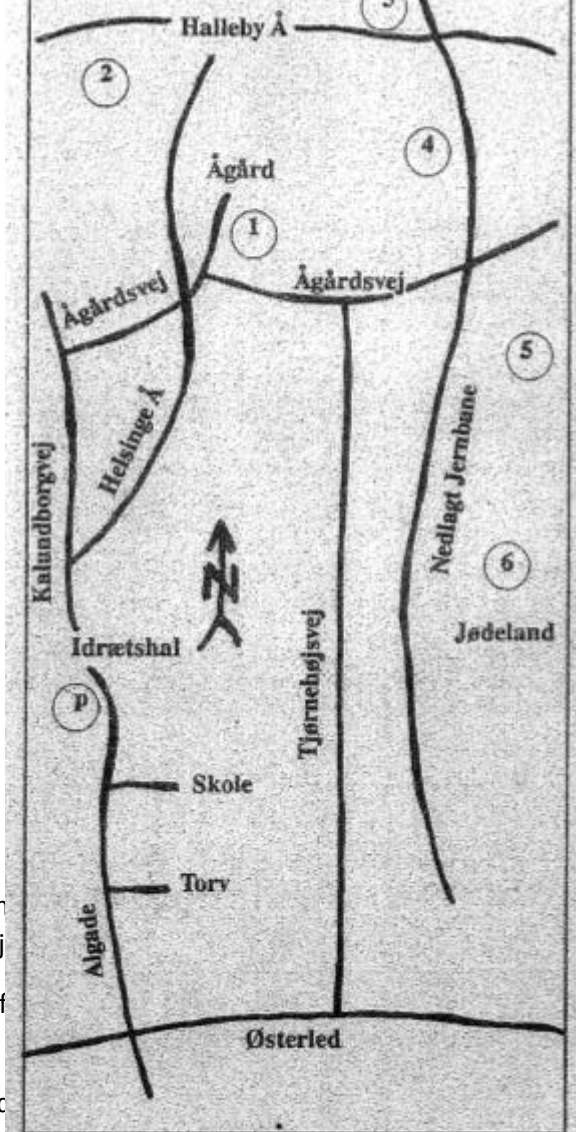 3
Halleby Å
2
4
Ågård
1
Ågårdsvej
Ågårdsvej
5
Helsinge Å
Nedlagt Jernbane
Kalundborgvej
N
6
Jødeland
Idrætshal
P
Tjørnehøjsvej
Skole
Torv
Algade
Østerled